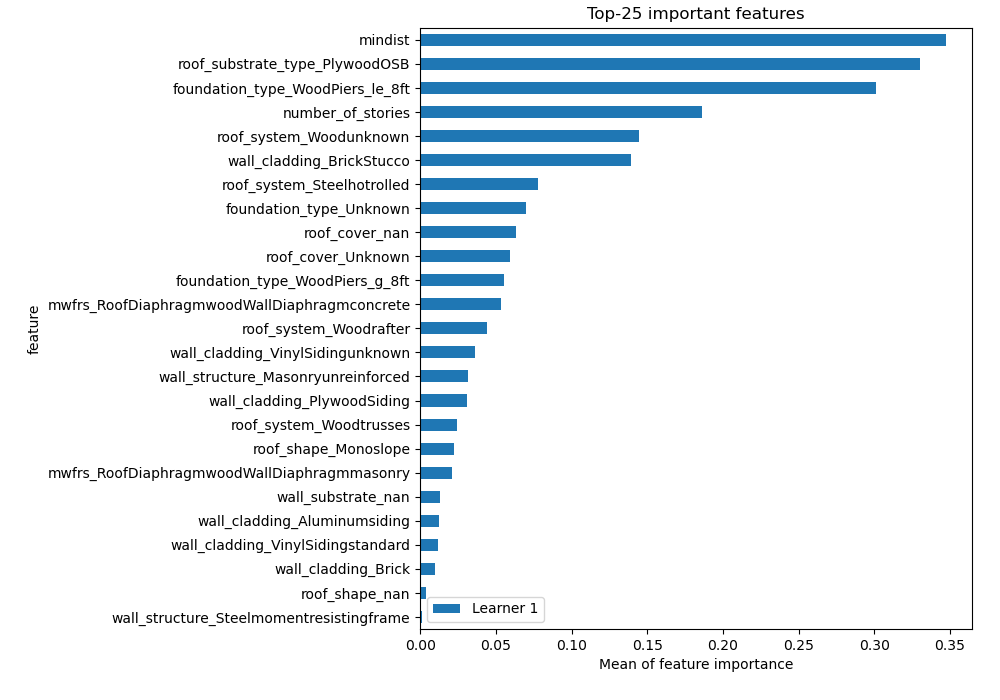 Top-25 important features
mindist
roof_substrate_type_PlywoodOSB
foundation_type_WoodPiers_le_8ft
number_of_stories
roof_system_Woodunknown
wall_cladding_BrickStucco
roof_system_Steelhotrolled
foundation_type_Unknown
roof_cover_nan
roof_cover_Unknown
foundation_type_WoodPiers_g_8ft
mwfrs_RoofDiaphragmwoodWallDiaphragmconcrete
roof_system_Woodrafter
wall_cladding_VinylSidingunknown
wall_structure_Masonryunreinforced
wall_cladding_PlywoodSiding
roof_system_Woodtrusses
roof_shape_Monoslope
mwfrs_RoofDiaphragmwoodWallDiaphragmmasonry
wall_substrate_nan
wall_cladding_Aluminumsiding
wall_cladding_VinylSidingstandard
wall_cladding_Brick
roof_shape_nan
wall_structure_Steelmomentresistingframe
feature
Learner 1
0.00 0.05 0.10 0.15 0.20 0.25 0.30 0.35
Mean of feature importance